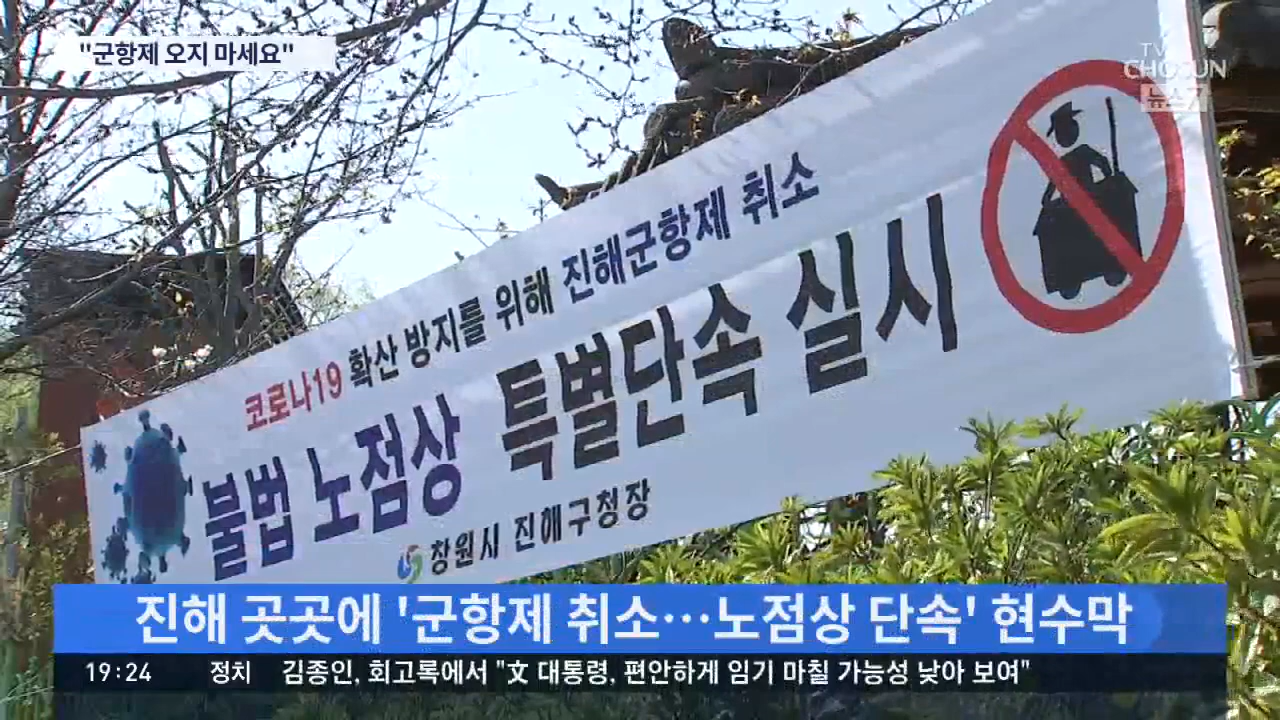 "군항제 오지 마세요"
TV CHOSUN
뉴스7
코로나19 확산 방지를 위해 진해군항제 취소
불법 노점상 특별단속 실시
창원시 진해구청장
진해 곳곳에 '군항제 취소…노점상 단속' 현수막
19:24 정치 김종인, 회고록에서 "文 대통령, 편안하게 임기 마칠 가능성 낮아 보여"